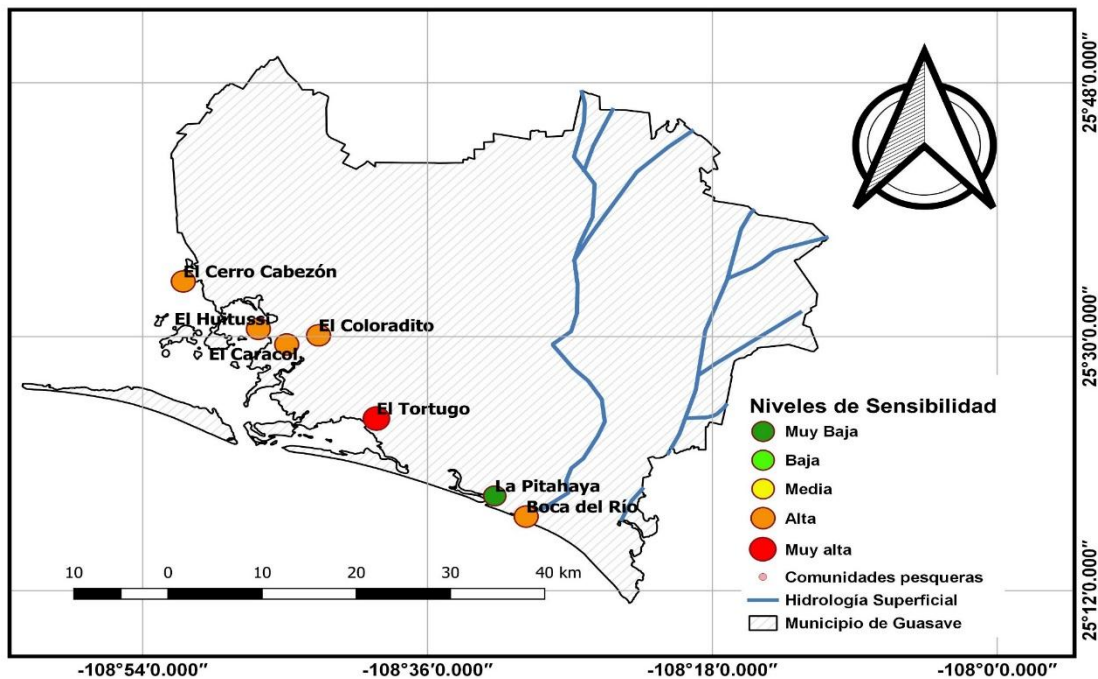 25°48'0.000"
El Cerro Cabezón
El Huitussi
El Coloradito
El Caracol
25°30'0.000"
El Tortugo
Niveles de Sensibilidad
Muy Baja
Baja
Media
Alta
Muy alta
Comunidades pesqueras
Hidrología Superficial
Municipio de Guasave
La Pitahaya
Boca del Río
10 0 10 20 30 40 km
25°12'0.000"
-108°54'0.000" -108°36'0.000" -108°18'0.000" -108°0'0.000"